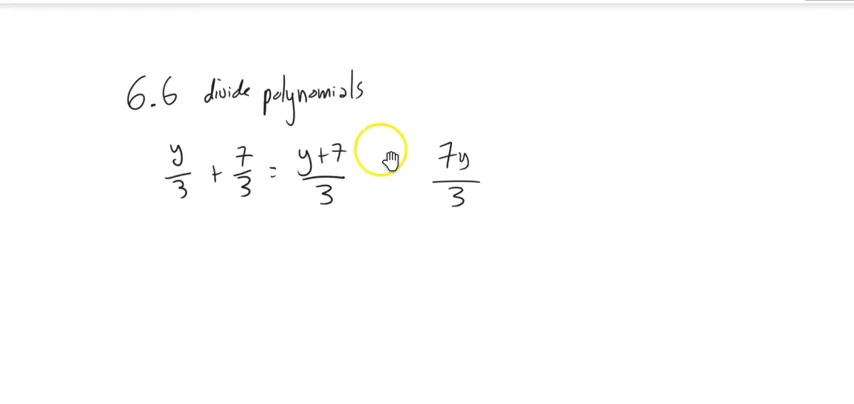 6.6 divide polynomials
y/3 + 7/3 = y+7/3 7y/3